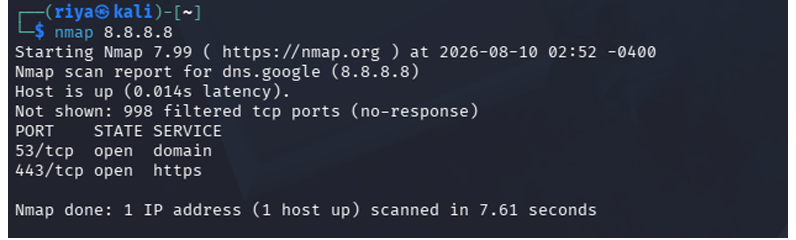 ┌──(riya㉿kali)-[~]
└─$ nmap 8.8.8.8
Starting Nmap 7.99 ( https://nmap.org ) at 2026-08-10 02:52 -0400
Nmap scan report for dns.google (8.8.8.8)
Host is up (0.014s latency).
Not shown: 998 filtered tcp ports (no-response)
PORT    STATE SERVICE
53/tcp  open  domain
443/tcp open  https
Nmap done: 1 IP address (1 host up) scanned in 7.61 seconds